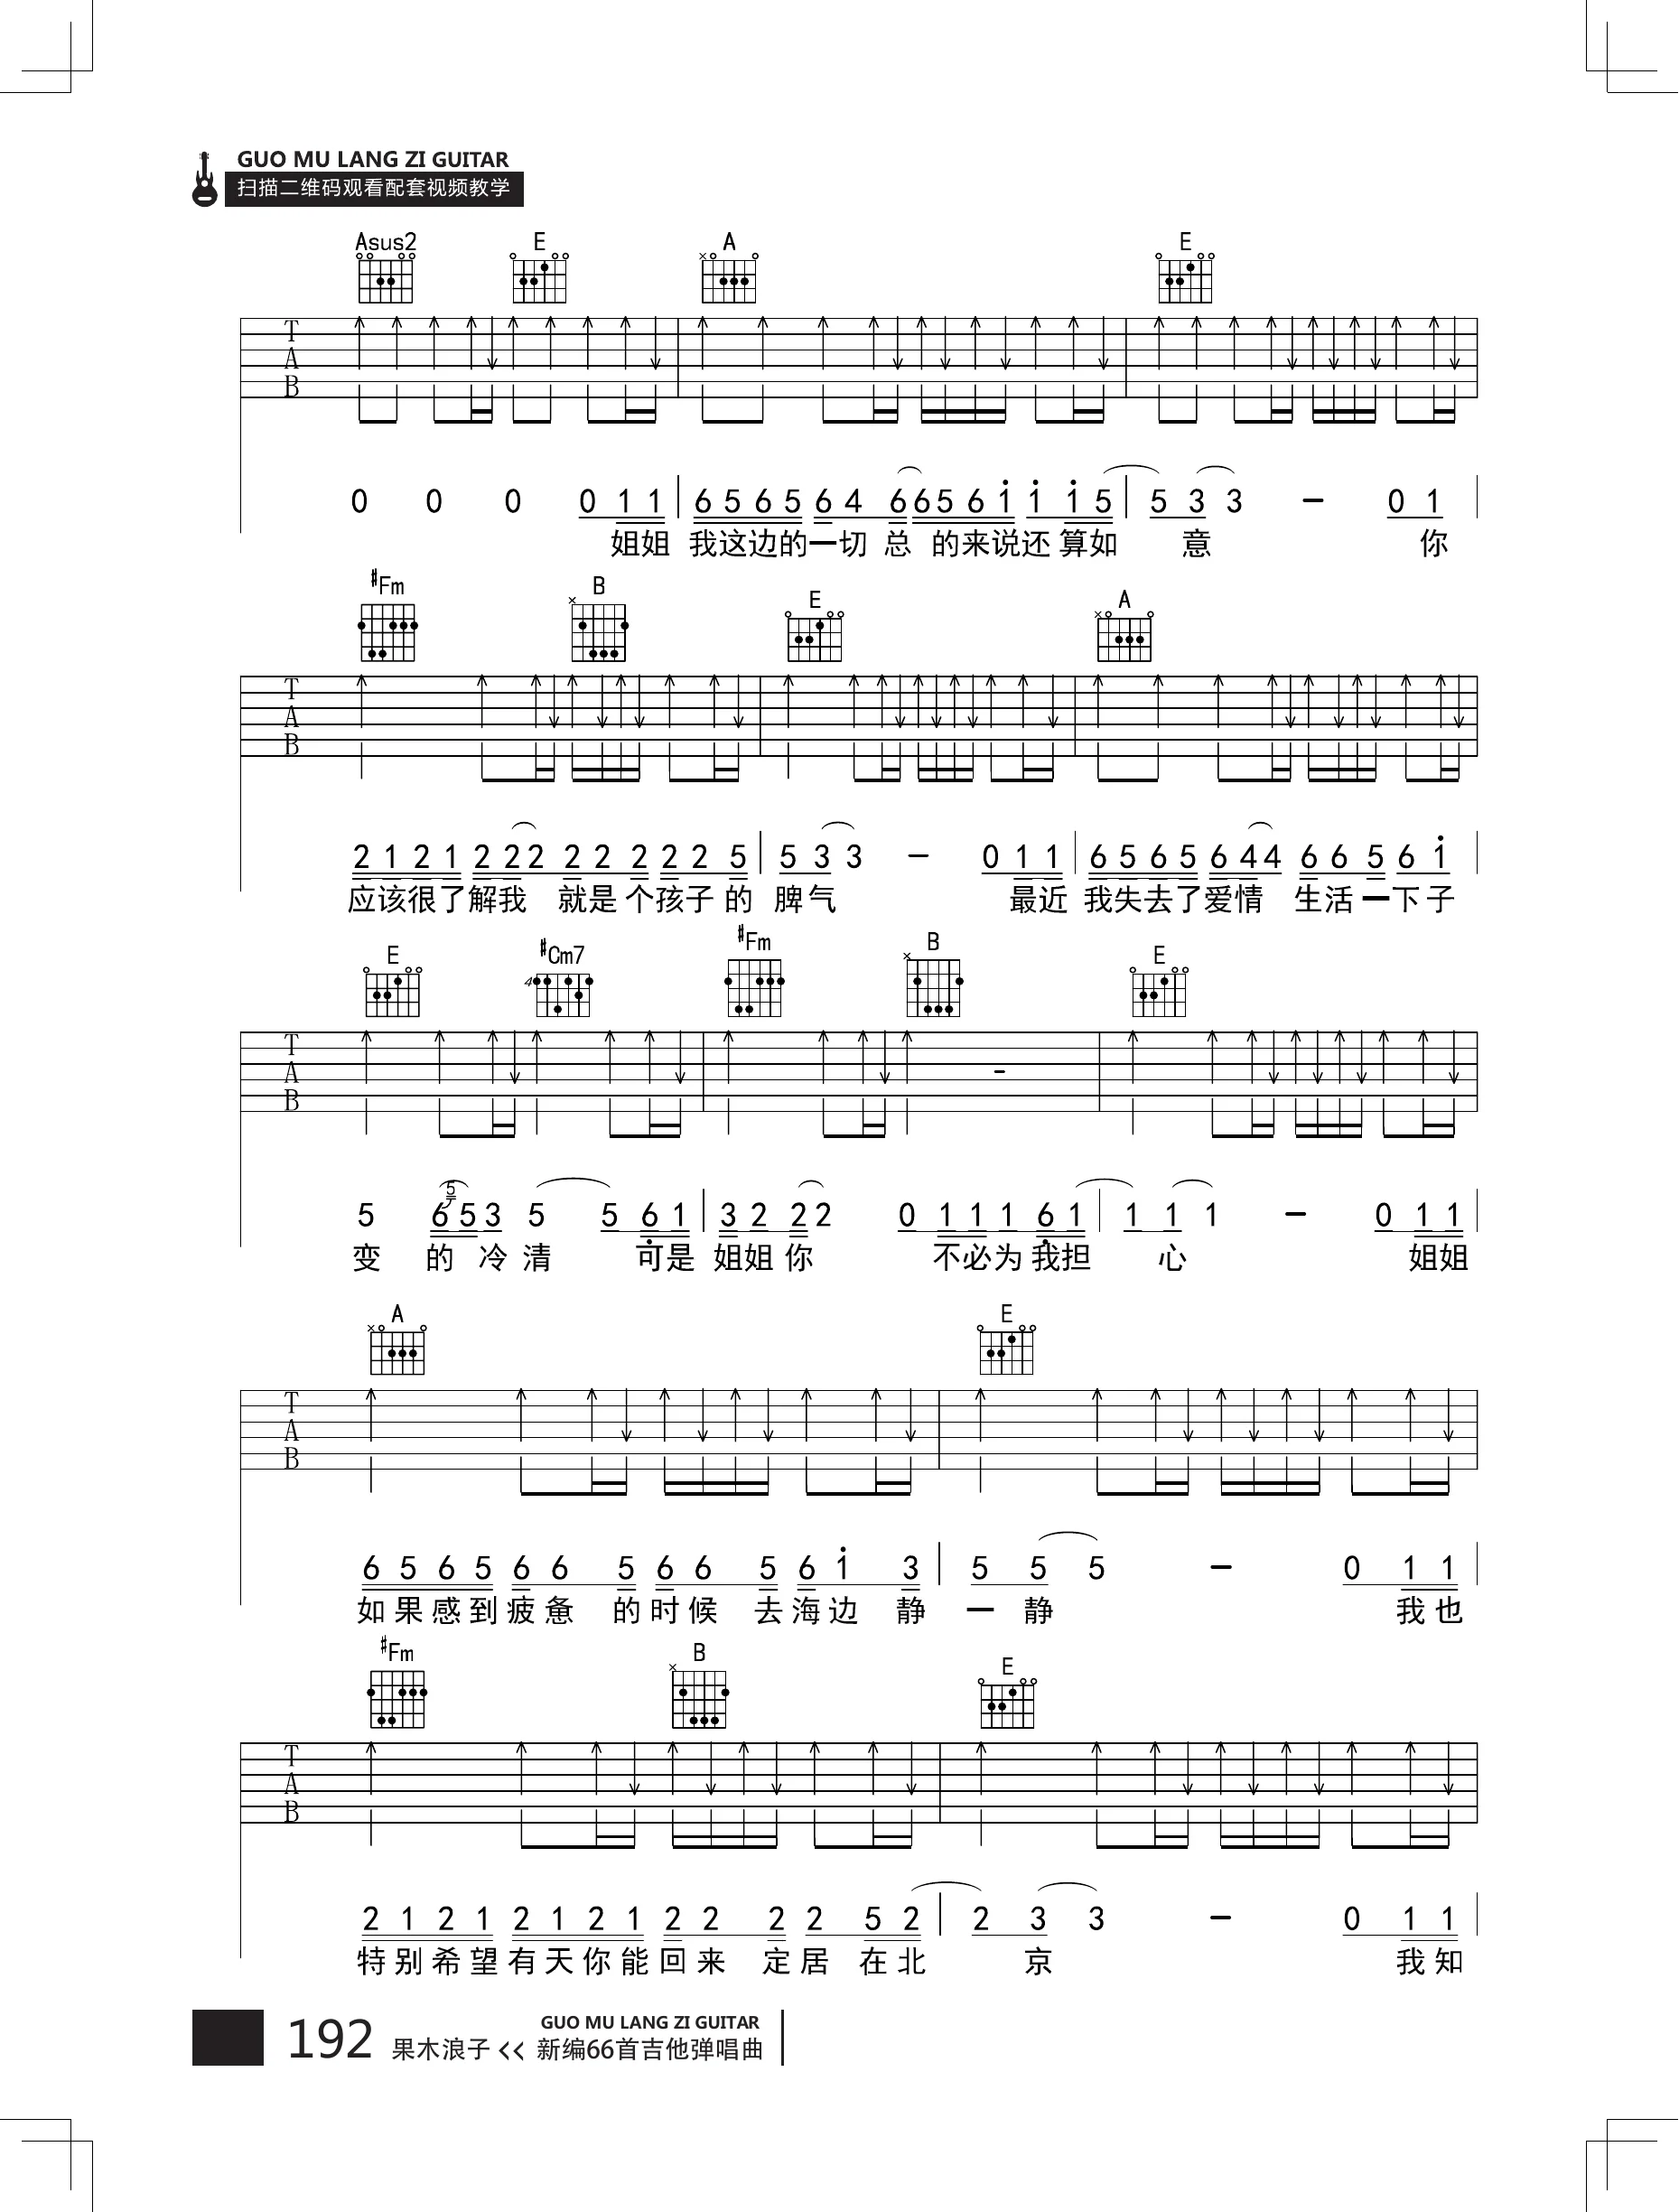 GUO MU LANG ZI GUITAR
扫描二维码观看配套视频教学
Asus2 E A E
T
A
B
0 0 0 0 1 1 | 6 5 6 5 6 4 6 6 5 6 1 1 1 5 | 5 3 3 – 0 1
姐姐 我这边的一切 总 的来说还 算如 意 你
#Fm B E A
T
A
B
2 1 2 1 2 2 2 2 2 2 2 2 5 | 5 3 3 – 0 1 1 | 6 5 6 5 6 4 4 6 6 5 6 1
应该很了解我 就是个孩子的 脾气 最近 我失去了爱情 生活一下子
E #Cm7 #Fm B E
4
T
A
B
5
5 6 5 3 5 5 6 1 | 3 2 2 2 0 1 1 1 6 1 | 1 1 1 – 0 1 1
变 的 冷清 可是 姐姐你 不必为我担 心 姐姐
A E
T
A
B
6 5 6 5 6 6 5 6 6 5 6 1 3 | 5 5 5 – 0 1 1
如果感到疲惫 的时候 去海边 静 一静 我也
#Fm B E
T
A
B
2 1 2 1 2 1 2 1 2 2 2 2 5 2 | 2 3 3 – 0 1 1
特别希望有天你能回来 定居 在北 京 我知
192 果木浪子 << GUO MU LANG ZI GUITAR
新编66首吉他弹唱曲